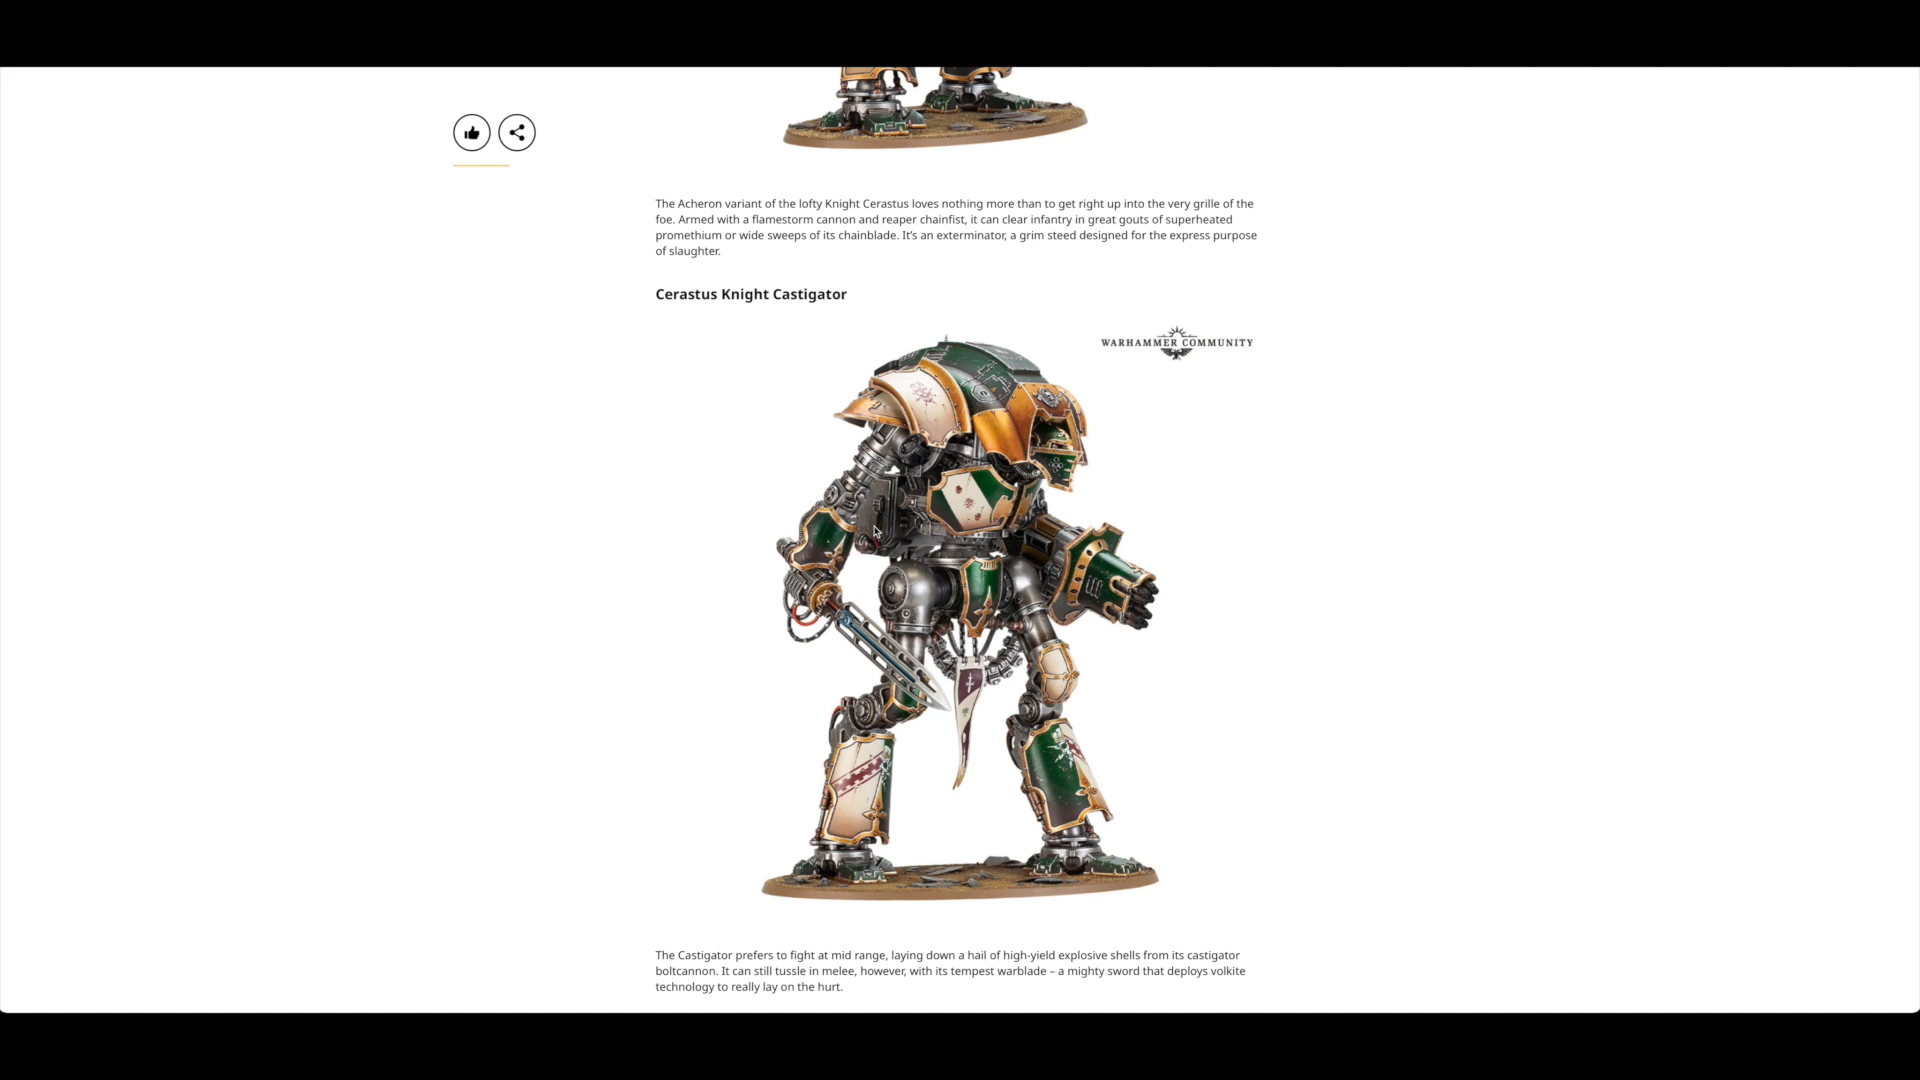 The Acheron variant of the lofty Knight Cerastus loves nothing more than to get right up into the very grille of the
foe. Armed with a flamestorm cannon and reaper chainfist, it can clear infantry in great gouts of superheated
promethium or wide sweeps of its chainblade. It’s an exterminator, a grim steed designed for the express purpose
of slaughter.
Cerastus Knight Castigator
WARHAMMER COMMUNITY
The Castigator prefers to fight at mid range, laying down a hail of high-yield explosive shells from its castigator
boltcannon. It can still tussle in melee, however, with its tempest warblade – a mighty sword that deploys volkite
technology to really lay on the hurt.